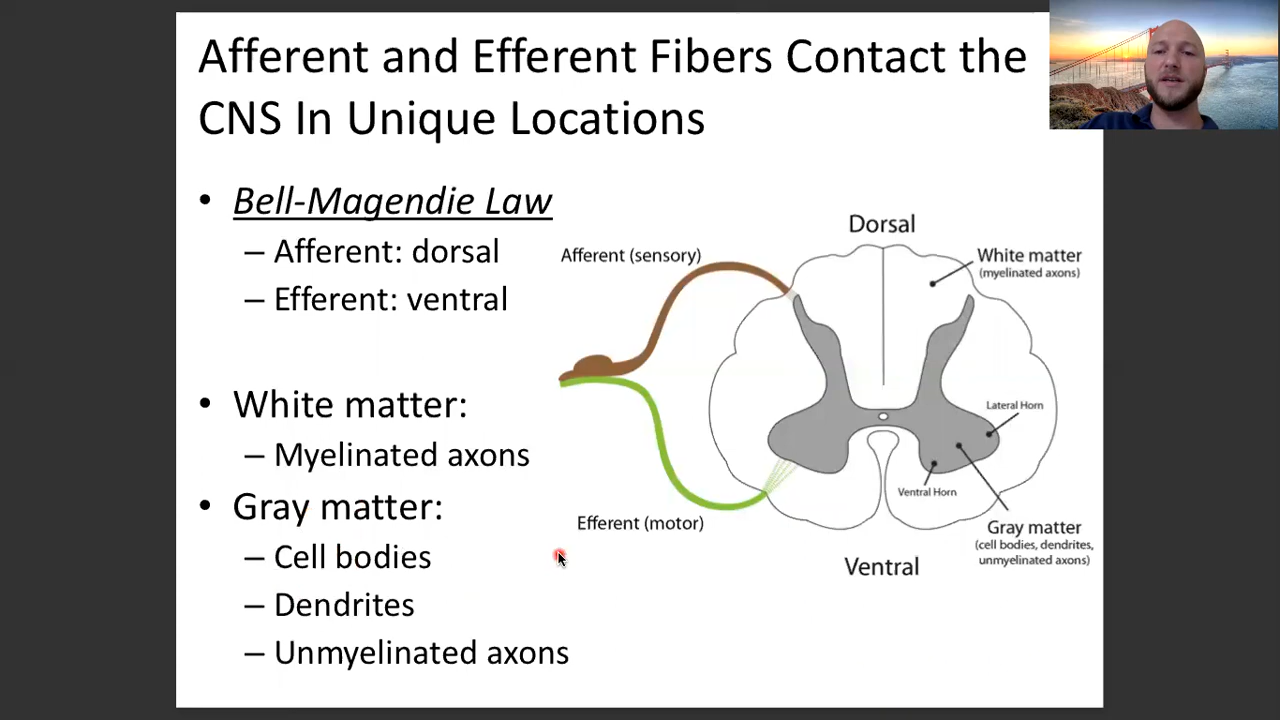 Afferent and Efferent Fibers Contact the
CNS In Unique Locations
• Bell-Magendie Law
– Afferent: dorsal
– Efferent: ventral
• White matter:
– Myelinated axons
• Gray matter:
– Cell bodies
– Dendrites
– Unmyelinated axons
Dorsal
Afferent (sensory)
White matter
(myelinated axons)
Lateral Horn
Ventral Horn
Efferent (motor)
Gray matter
(cell bodies, dendrites,
unmyelinated axons)
Ventral